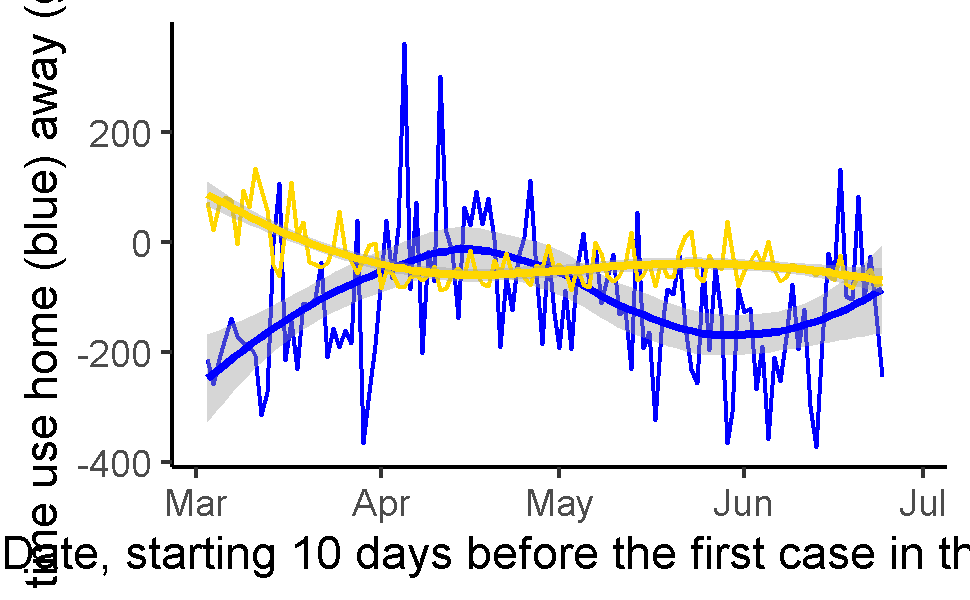 time use home (blue) away (
200
0
-200
-400
Mar Apr May Jun Jul
Date, starting 10 days before the first case in th